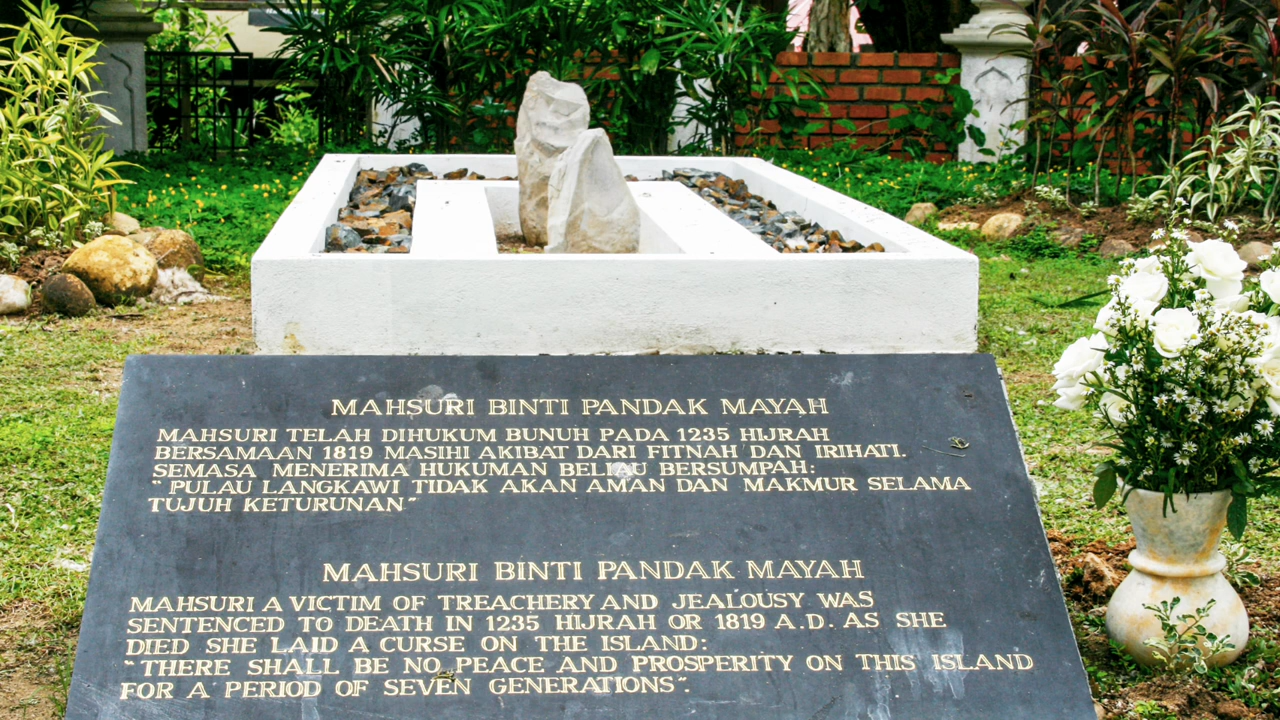 MAHSURI BINTI PANDAK MAYAH
MAHSURI TELAH DIHUKUM BUNUH PADA 1235 HIJRAH
BERSAMAAN 1819 MASIHI AKIBAT DARI FITNAH DAN IRIHATI.
SEMASA MENERIMA HUKUMAN BELIAU BERSUMPAH:
"PULAU LANGKAWI TIDAK AKAN AMAN DAN MAKMUR SELAMA
TUJUH KETURUNAN"
MAHSURI BINTI PANDAK MAYAH
MAHSURI A VICTIM OF TREACHERY AND JEALOUSY WAS
SENTENCED TO DEATH IN 1235 HIJRAH OR 1819 A.D. AS SHE
DIED SHE LAID A CURSE ON THE ISLAND:
"THERE SHALL BE NO PEACE AND PROSPERITY ON THIS ISLAND
FOR A PERIOD OF SEVEN GENERATIONS".